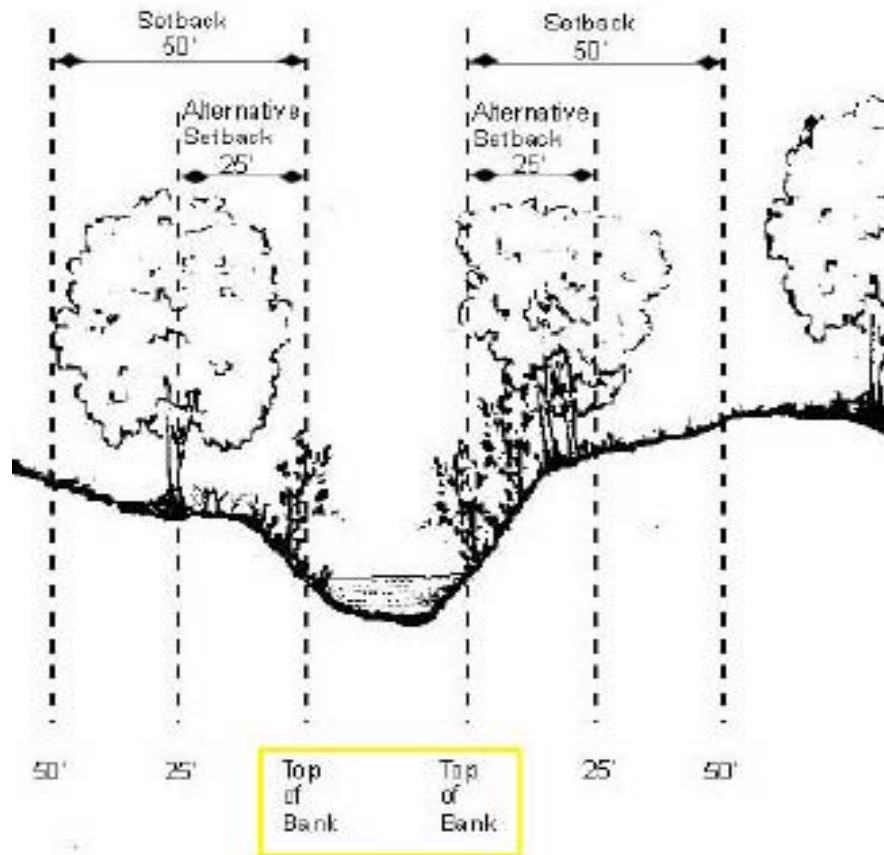 Setback
50'
Setback
50'
Alternative
Setback
25'
Alternative
Setback
25'
50'
25'
Top
of
Bank
Top
of
Bank
25'
50'